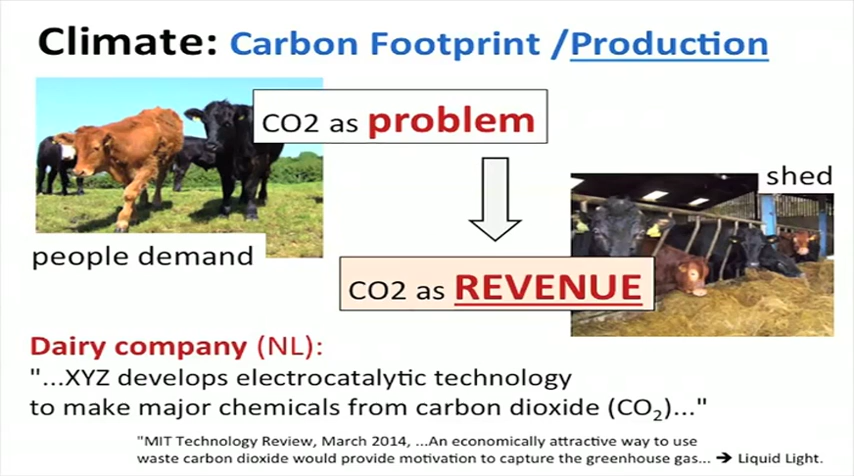 Climate: Carbon Footprint /Production
CO2 as problem
shed
people demand
CO2 as REVENUE
Dairy company (NL):
"...XYZ develops electrocatalytic technology
to make major chemicals from carbon dioxide (CO₂)..."
"MIT Technology Review, March 2014, ...An economically attractive way to use
waste carbon dioxide would provide motivation to capture the greenhouse gas... ➔ Liquid Light.